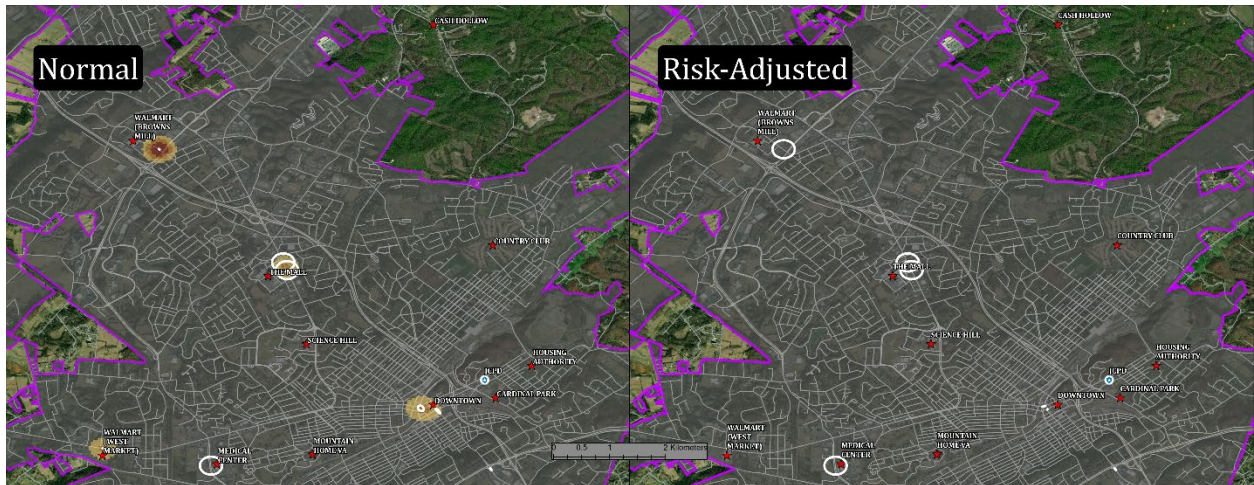 Normal
CASH HOLLOW
WALMART
(BROWNS
MILL)
COUNTRY CLUB
THE MALL
SCIENCE HILL
HOUSING
AUTHORITY
JCPD
CARDINAL PARK
DOWNTOWN
WALMART
(WEST
MARKET)
MEDICAL
CENTER
MOUNTAIN
HOME VA
0 0.5 1 2 Kilometers
Risk-Adjusted
CASH HOLLOW
WALMART
(BROWNS
MILL)
COUNTRY CLUB
THE MALL
SCIENCE HILL
HOUSING
AUTHORITY
JCPD
CARDINAL PARK
DOWNTOWN
WALMART
(WEST
MARKET)
MEDICAL
CENTER
MOUNTAIN
HOME VA